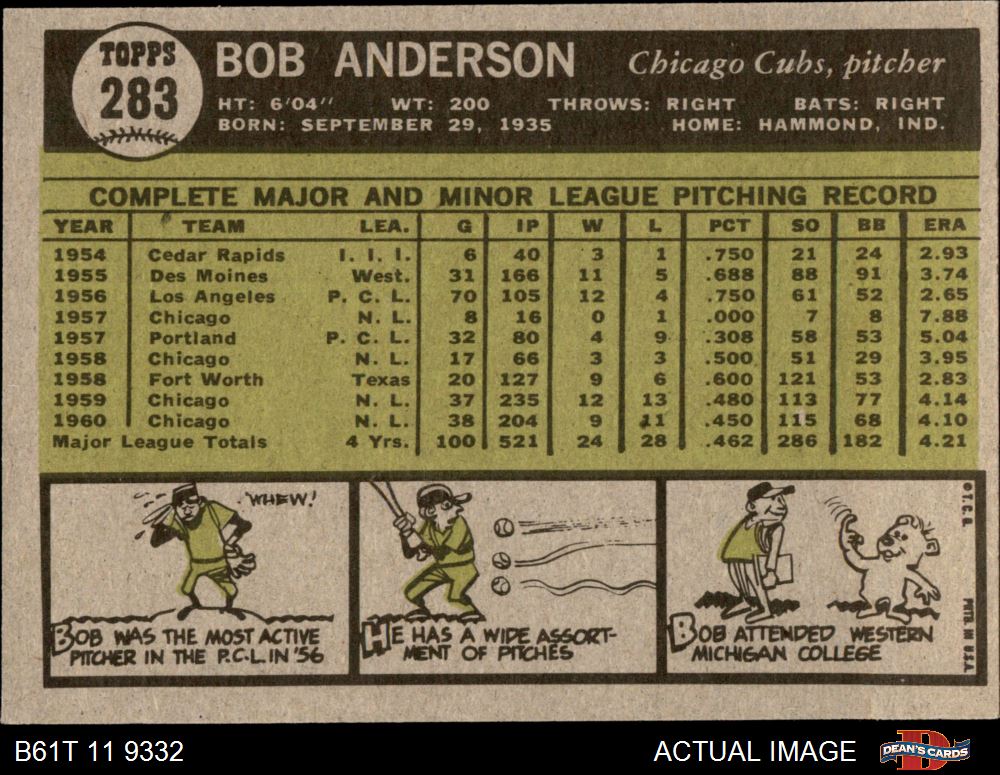 TOPPS
283
BOB ANDERSON
Chicago Cubs, pitcher
HT: 6'04" WT: 200 THROWS: RIGHT BATS: RIGHT
BORN: SEPTEMBER 29, 1935 HOME: HAMMOND, IND.
COMPLETE MAJOR AND MINOR LEAGUE PITCHING RECORD
YEAR TEAM LEA. G IP W L PCT SO BB ERA
1954 Cedar Rapids I. I. I. 6 40 3 1 .750 21 24 2.93
1955 Des Moines West. 31 166 11 5 .688 88 91 3.74
1956 Los Angeles P. C. L. 70 105 12 4 .750 61 52 2.65
1957 Chicago N. L. 8 16 0 1 .000 7 8 7.88
1957 Portland P. C. L. 32 80 4 9 .308 58 53 5.04
1958 Chicago N. L. 17 66 3 3 .500 51 29 3.95
1958 Fort Worth Texas 20 127 9 6 .600 121 53 2.83
1959 Chicago N. L. 37 235 12 13 .480 113 77 4.14
1960 Chicago N. L. 38 204 9 11 .450 115 68 4.10
Major League Totals 4 Yrs. 100 521 24 28 .462 286 182 4.21
"WHEW!
BOB WAS THE MOST ACTIVE
PITCHER IN THE P.C.L. IN '56
HE HAS A WIDE ASSORT-
MENT OF PITCHES
BOB ATTENDED WESTERN
MICHIGAN COLLEGE
©T. C. G.
PRTD. IN U.S.A.
B61T 11 9332
ACTUAL IMAGE
DEAN'S CARDS